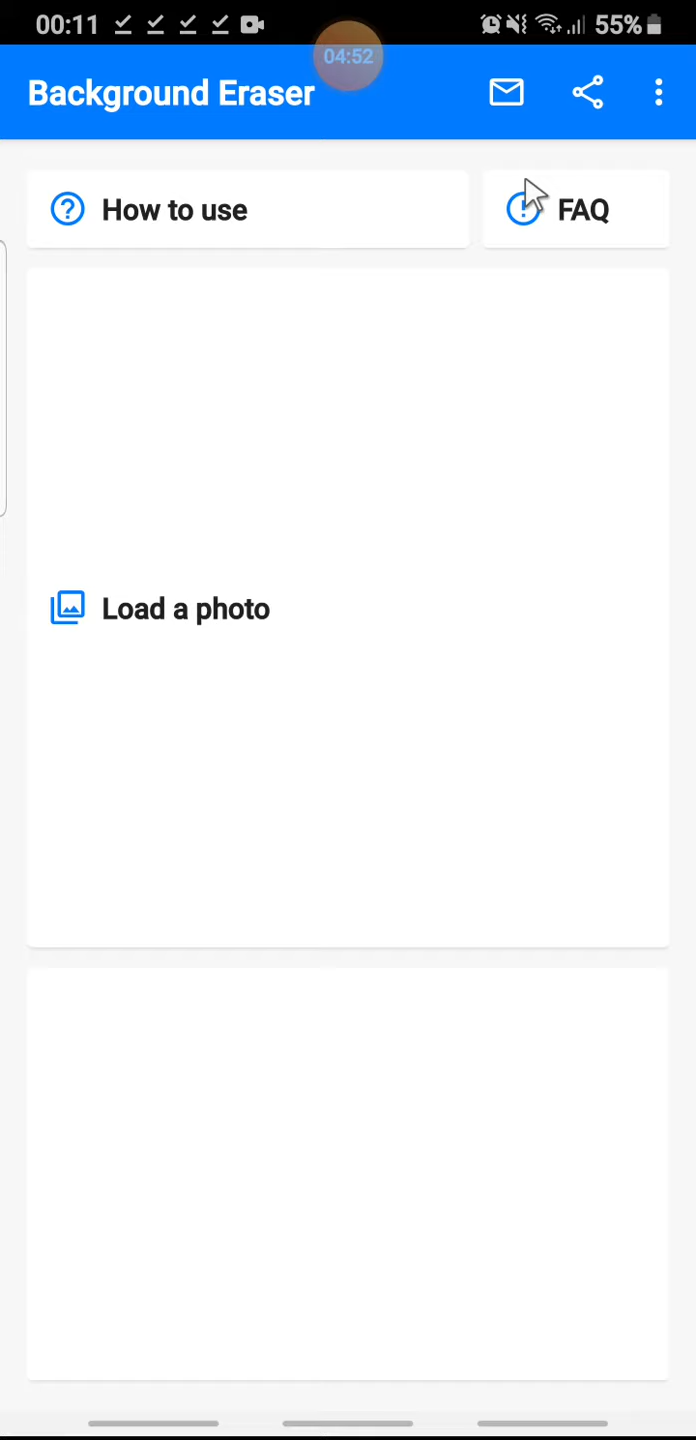 00:11
55%
04:52
Background Eraser
How to use
FAQ
Load a photo